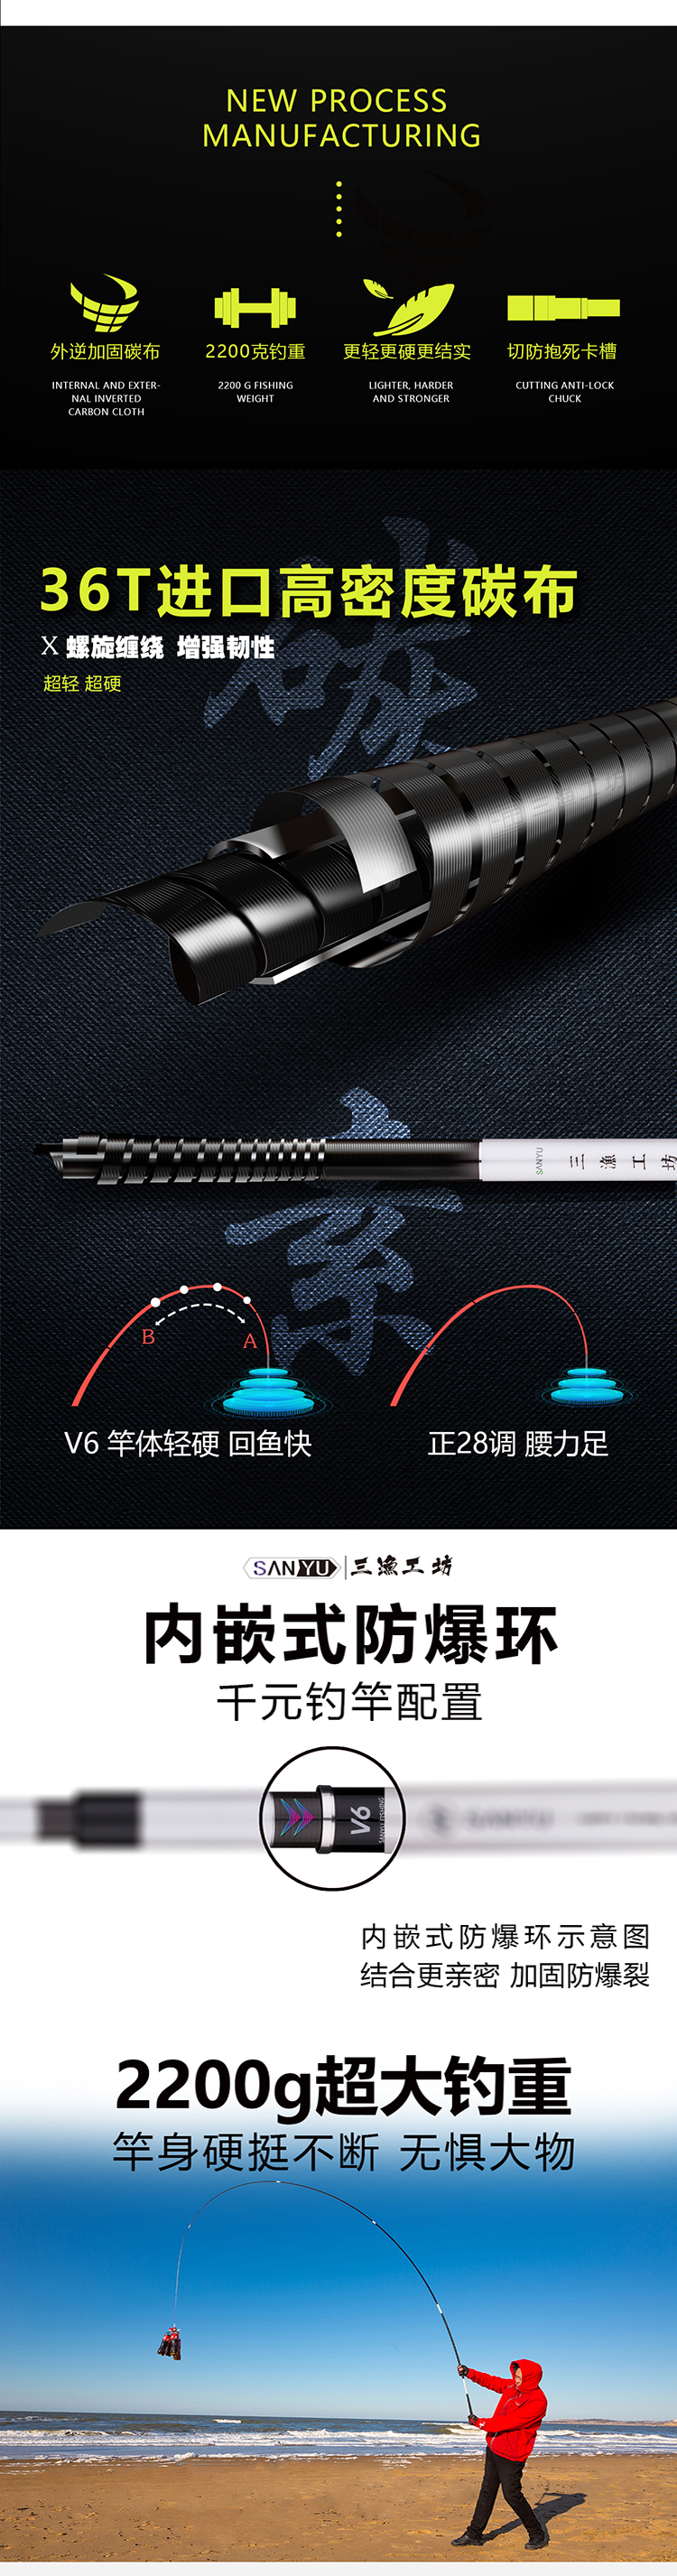 NEW PROCESS
MANUFACTURING
外逆加固碳布
2200克钓重
更轻更硬更结实
切防抱死卡槽
INTERNAL AND EXTER-
NAL INVERTED
CARBON CLOTH
2200 G FISHING
WEIGHT
LIGHTER, HARDER
AND STRONGER
CUTTING ANTI-LOCK
CHUCK
碳
36T进口高密度碳布
X 螺旋缠绕 增强韧性
超轻 超硬
SANYU 三渔工坊
素
B
A
V6 竿体轻硬 回鱼快
正28调 腰力足
SANYU 三渔工坊
内嵌式防爆环
千元钓竿配置
V6
SANYU FISHING
SANYU
内嵌式防爆环示意图
结合更亲密 加固防爆裂
2200g超大钓重
竿身硬挺不断 无惧大物